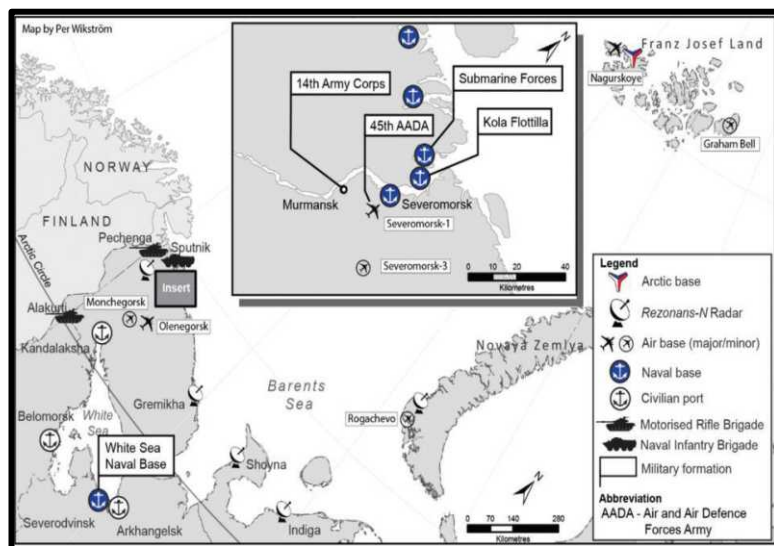 Map by Per Wikström
N
14th Army Corps
Submarine Forces
45th AADA
Kola Flottilla
Murmansk
Severomorsk
Severomorsk-1
Severomorsk-3
0 10 20 40
Kilometres
Franz Josef Land
Nagurskoye
Graham Bell
NORWAY
FINLAND
Pechenga
Sputnik
Arctic Circle
Insert
Monchegorsk
Alakurtti
Olenegorsk
Kandalaksha
Novaya Zemlya
Barents
Sea
Gremikha
Rogachevo
Belomorsk
White
Sea
White Sea
Naval Base
Shoyna
Severodvinsk
Arkhangelsk
Indiga
N
0 70 140 280
Kilometres
Legend
Arctic base
Rezonans-N Radar
Air base (major/minor)
Naval base
Civilian port
Motorised Rifle Brigade
Naval Infantry Brigade
Military formation
Abbreviation
AADA - Air and Air Defence
Forces Army